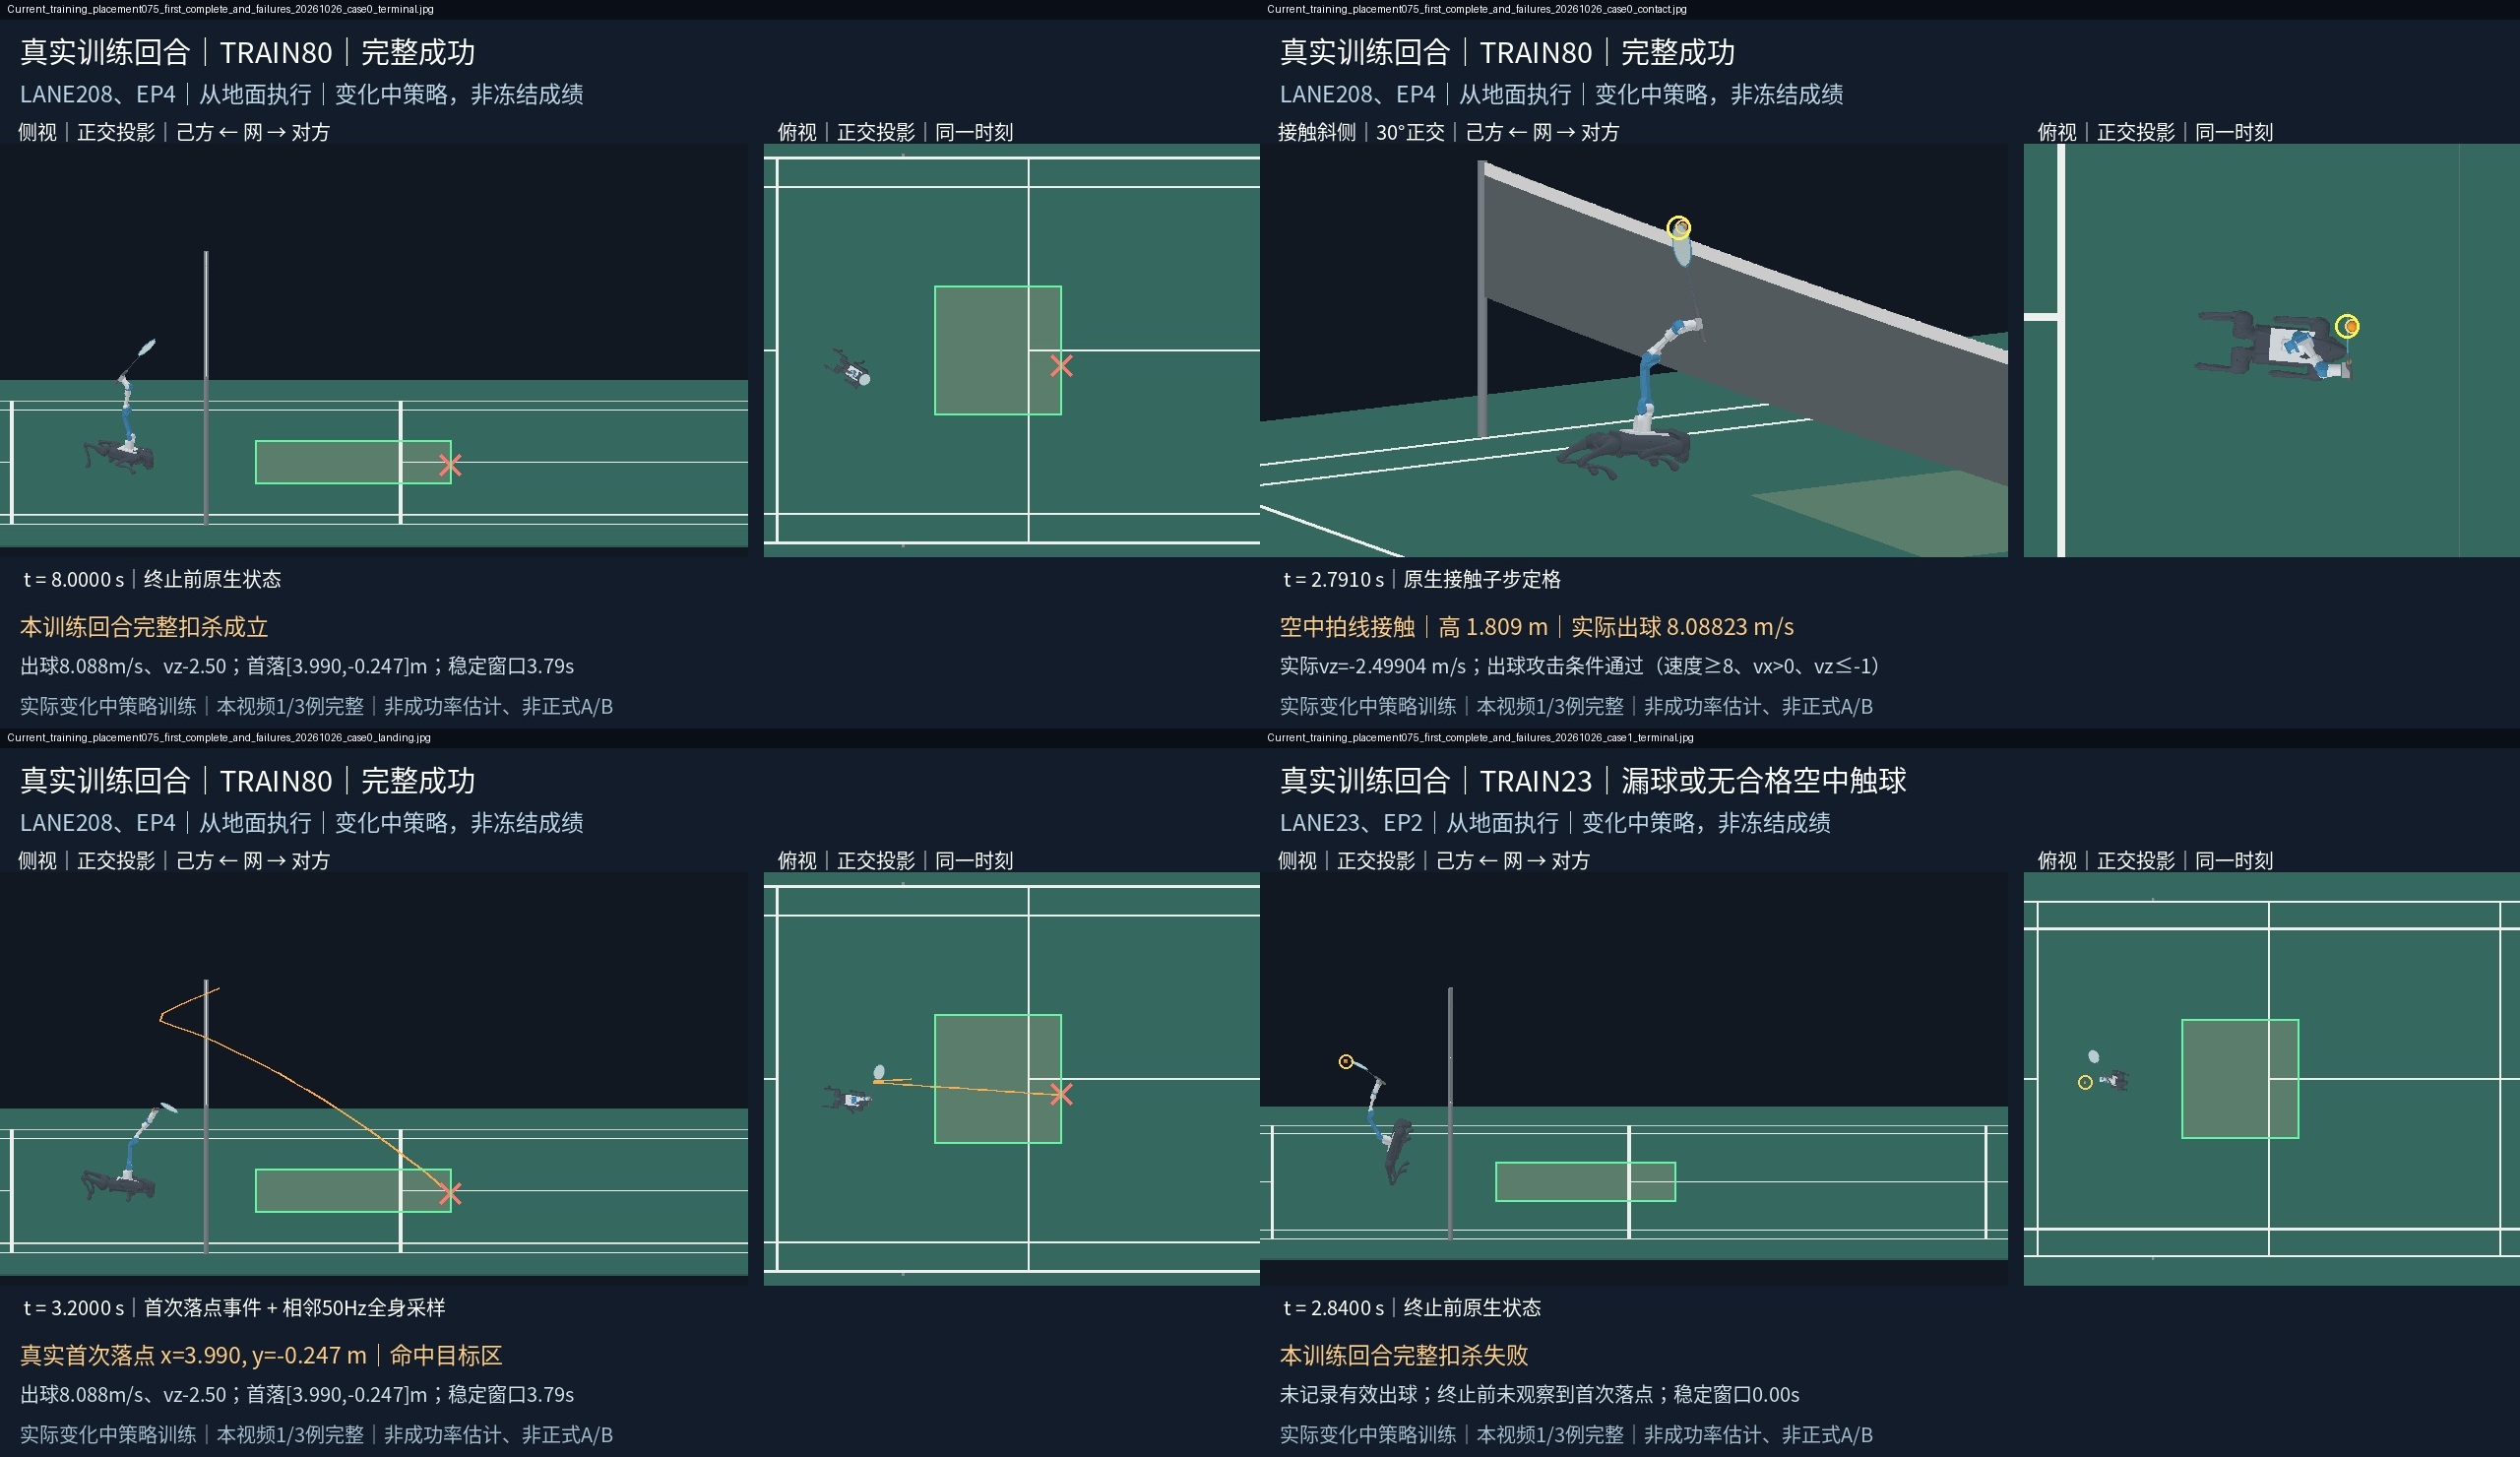 Current_training_placement075_first_complete_and_failures_20261026_case0_terminal.jpg
真实训练回合｜TRAIN80｜完整成功
LANE208、EP4｜从地面执行｜变化中策略，非冻结成绩
侧视｜正交投影｜己方 ← 网 → 对方
俯视｜正交投影｜同一时刻
t = 8.0000 s｜终止前原生状态
本训练回合完整扣杀成立
出球8.088m/s、vz-2.50；首落[3.990,-0.247]m；稳定窗口3.79s
实际变化中策略训练｜本视频1/3例完整｜非成功率估计、非正式A/B
Current_training_placement075_first_complete_and_failures_20261026_case0_contact.jpg
真实训练回合｜TRAIN80｜完整成功
LANE208、EP4｜从地面执行｜变化中策略，非冻结成绩
接触斜侧｜30°正交｜己方 ← 网 → 对方
俯视｜正交投影｜同一时刻
t = 2.7910 s｜原生接触子步定格
空中拍线接触｜高 1.809 m｜实际出球 8.08823 m/s
实际vz=-2.49904 m/s；出球攻击条件通过（速度≥8、vx>0、vz≤-1）
实际变化中策略训练｜本视频1/3例完整｜非成功率估计、非正式A/B
Current_training_placement075_first_complete_and_failures_20261026_case0_landing.jpg
真实训练回合｜TRAIN80｜完整成功
LANE208、EP4｜从地面执行｜变化中策略，非冻结成绩
侧视｜正交投影｜己方 ← 网 → 对方
俯视｜正交投影｜同一时刻
t = 3.2000 s｜首次落点事件 + 相邻50Hz全身采样
真实首次落点 x=3.990, y=-0.247 m｜命中目标区
出球8.088m/s、vz-2.50；首落[3.990,-0.247]m；稳定窗口3.79s
实际变化中策略训练｜本视频1/3例完整｜非成功率估计、非正式A/B
Current_training_placement075_first_complete_and_failures_20261026_case1_terminal.jpg
真实训练回合｜TRAIN23｜漏球或无合格空中触球
LANE23、EP2｜从地面执行｜变化中策略，非冻结成绩
侧视｜正交投影｜己方 ← 网 → 对方
俯视｜正交投影｜同一时刻
t = 2.8400 s｜终止前原生状态
本训练回合完整扣杀失败
未记录有效出球；终止前未观察到首次落点；稳定窗口0.00s
实际变化中策略训练｜本视频1/3例完整｜非成功率估计、非正式A/B